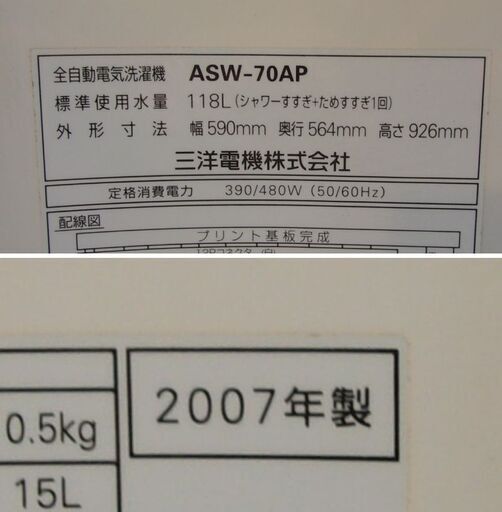 全自動電気洗濯機 ASW-70AP
標準使用水量 118L(シャワーすすぎ+ためすすぎ1回)
外形寸法 幅590mm 奥行564mm 高さ926mm
三洋電機株式会社
定格消費電力 390/480W (50/60Hz)
配線図
プリント基板完成
2007年製
0.5kg
15L